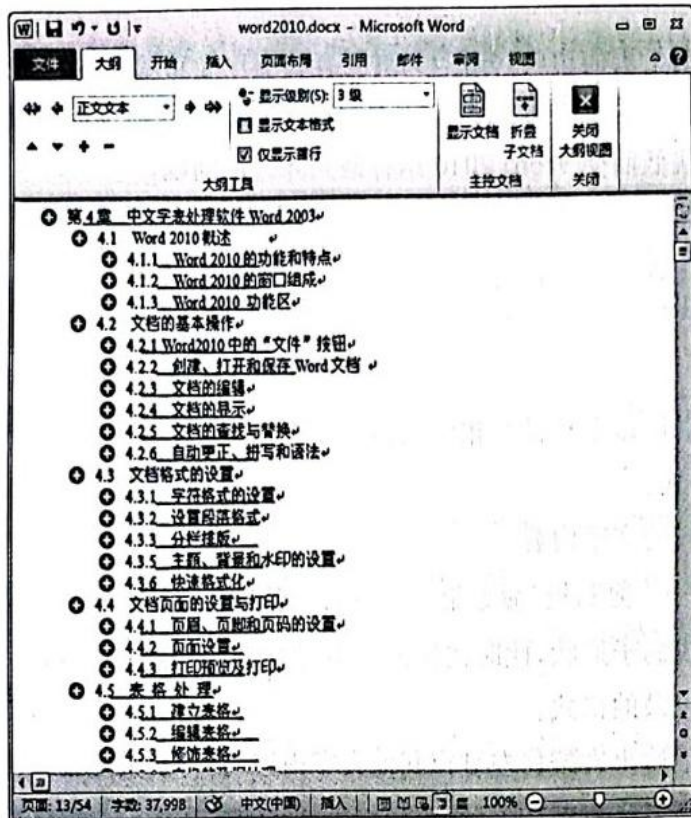 word2010.docx - Microsoft Word
文件 大纲 开始 插入 页面布局 引用 邮件 审阅 视图
正文文本 显示级别(S): 3 级
显示文本格式
仅显示首行
显示文档 折叠子文档
关闭大纲视图
大纲工具 主控文档 关闭
第4章 中文字表处理软件 Word 2003
4.1 Word 2010 概述
4.1.1 Word 2010 的功能和特点
4.1.2 Word 2010 的窗口组成
4.1.3 Word 2010 功能区
4.2 文档的基本操作
4.2.1 Word2010 中的“文件”按钮
4.2.2 创建、打开和保存 Word 文档
4.2.3 文档的编辑
4.2.4 文档的显示
4.2.5 文档的查找与替换
4.2.6 自动更正、拼写和语法
4.3 文档格式的设置
4.3.1 字符格式的设置
4.3.2 设置段落格式
4.3.3 分栏排版
4.3.5 主题、背景和水印的设置
4.3.6 快速格式化
4.4 文档页面的设置与打印
4.4.1 页眉、页脚和页码的设置
4.4.2 页面设置
4.4.3 打印预览及打印
4.5 表 格 处 理
4.5.1 建立表格
4.5.2 编辑表格
4.5.3 修饰表格
页面: 13/54 字数: 37,998 中文(中国) 插入 100%